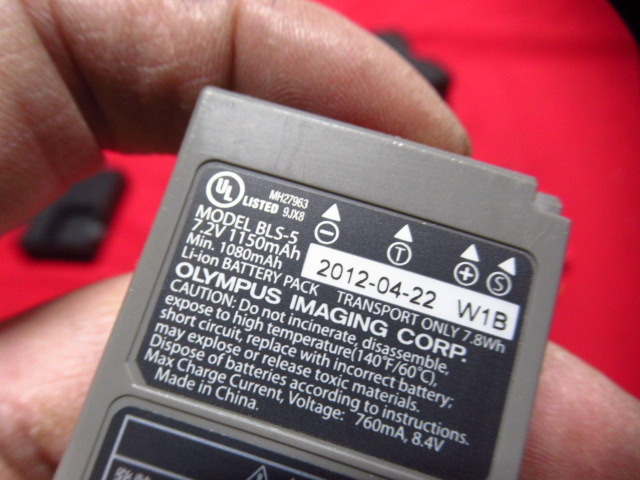 UL LISTED MH27963 9JX8
MODEL BLS-5
7.2V 1150mAh
Min. 1080mAh
Li-ion BATTERY PACK
− T + S
2012-04-22 W1B
TRANSPORT ONLY 7.8Wh
OLYMPUS IMAGING CORP.
CAUTION: Do not incinerate, disassemble,
expose to high temperature(140°F/60°C),
short circuit, replace with incorrect battery;
may explode or release toxic materials.
Dispose of batteries according to instructions.
Max Charge Current, Voltage: 760mA, 8.4V
Made in China.